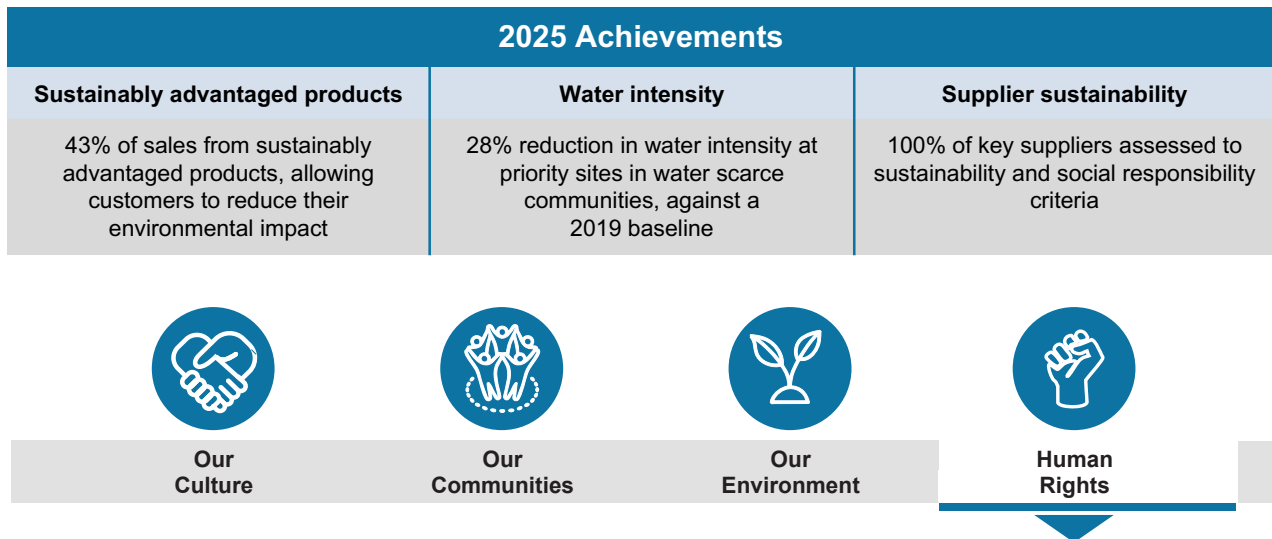 2025 Achievements
Sustainably advantaged products
43% of sales from sustainably
advantaged products, allowing
customers to reduce their
environmental impact
Water intensity
28% reduction in water intensity at
priority sites in water scarce
communities, against a
2019 baseline
Supplier sustainability
100% of key suppliers assessed to
sustainability and social responsibility
criteria
Our
Culture
Our
Communities
Our
Environment
Human
Rights